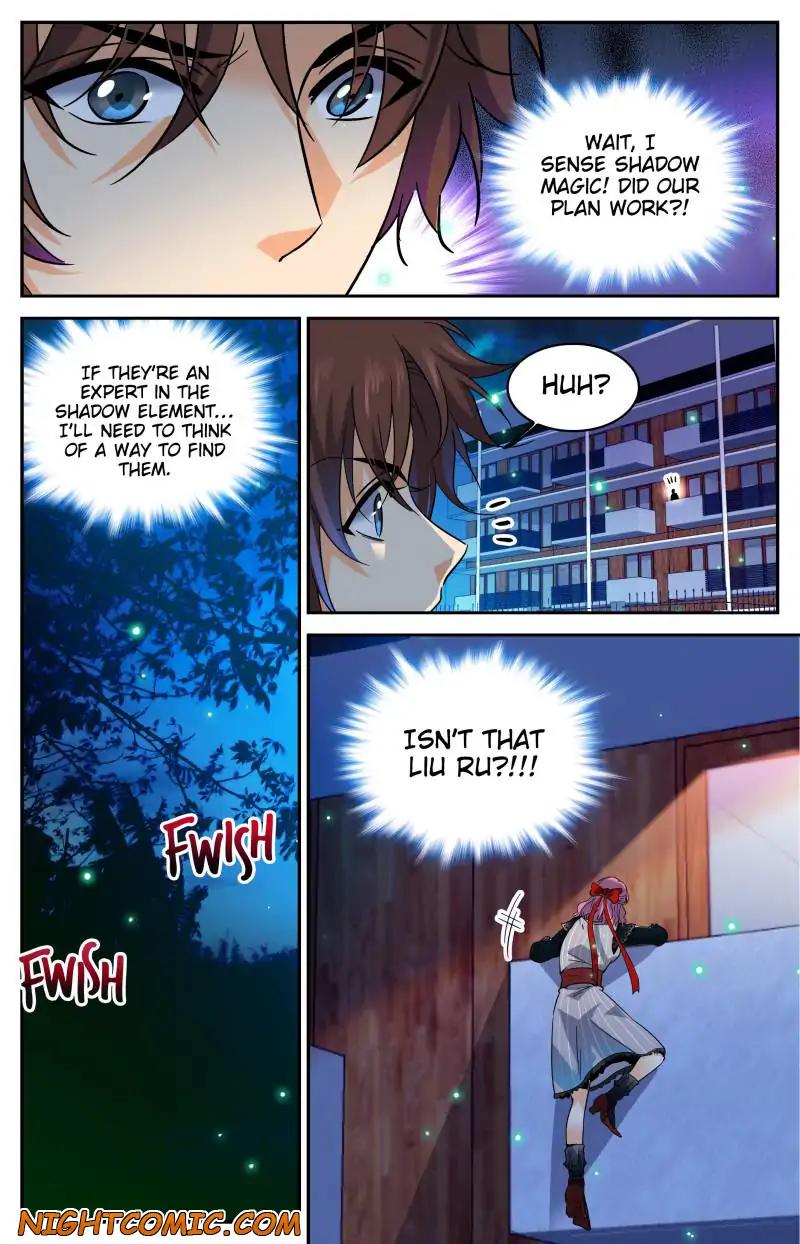 WAIT, I
SENSE SHADOW
MAGIC! DID OUR
PLAN WORK?!
IF THEY'RE AN
EXPERT IN THE
SHADOW ELEMENT...
I'LL NEED TO THINK
OF A WAY TO FIND
THEM.
HUH?
FWISH
FWISH
ISN'T THAT
LIU RU?!!!
NIGHTCOMIC.COM